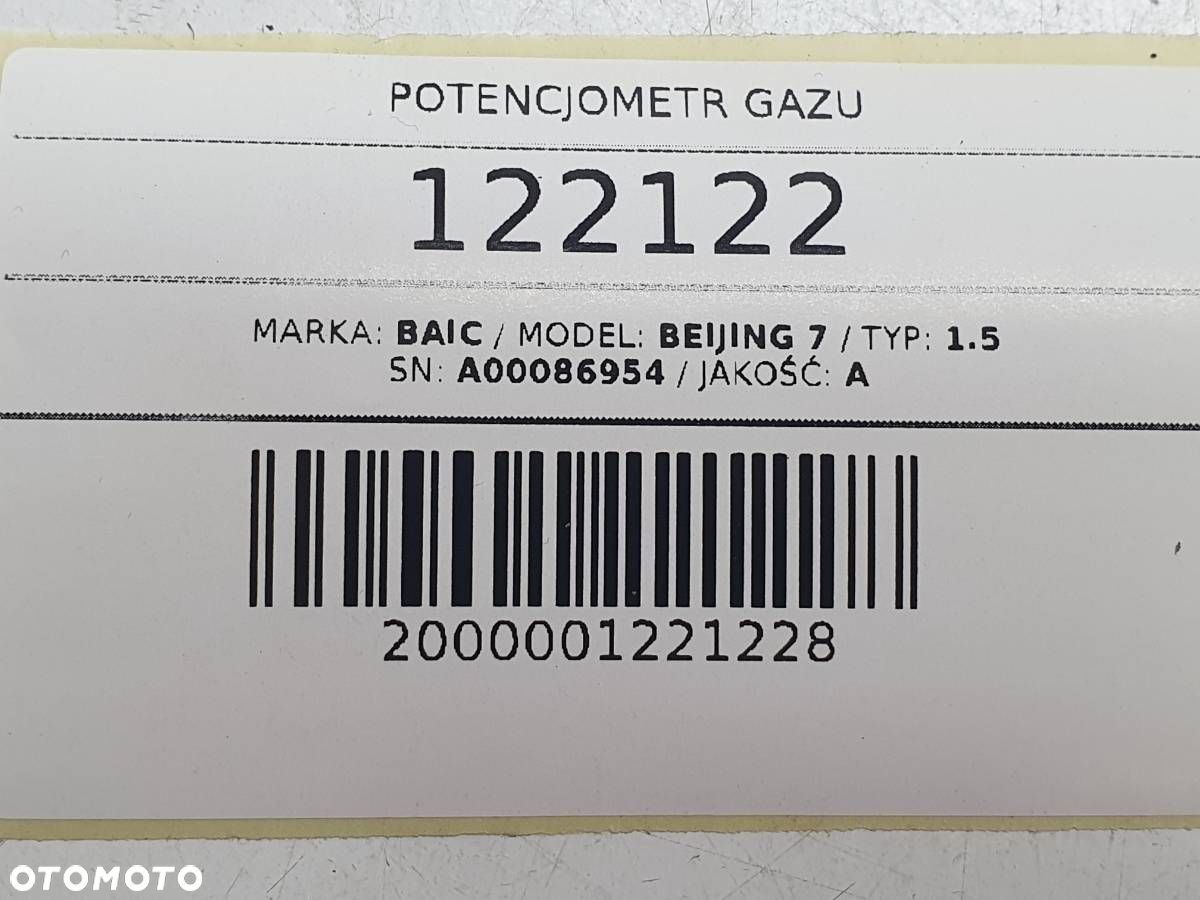 POTENCJOMETR GAZU
122122
MARKA: BAIC / MODEL: BEIJING 7 / TYP: 1.5
SN: A00086954 / JAKOŚĆ: A
2000001221228
OTOMOTO